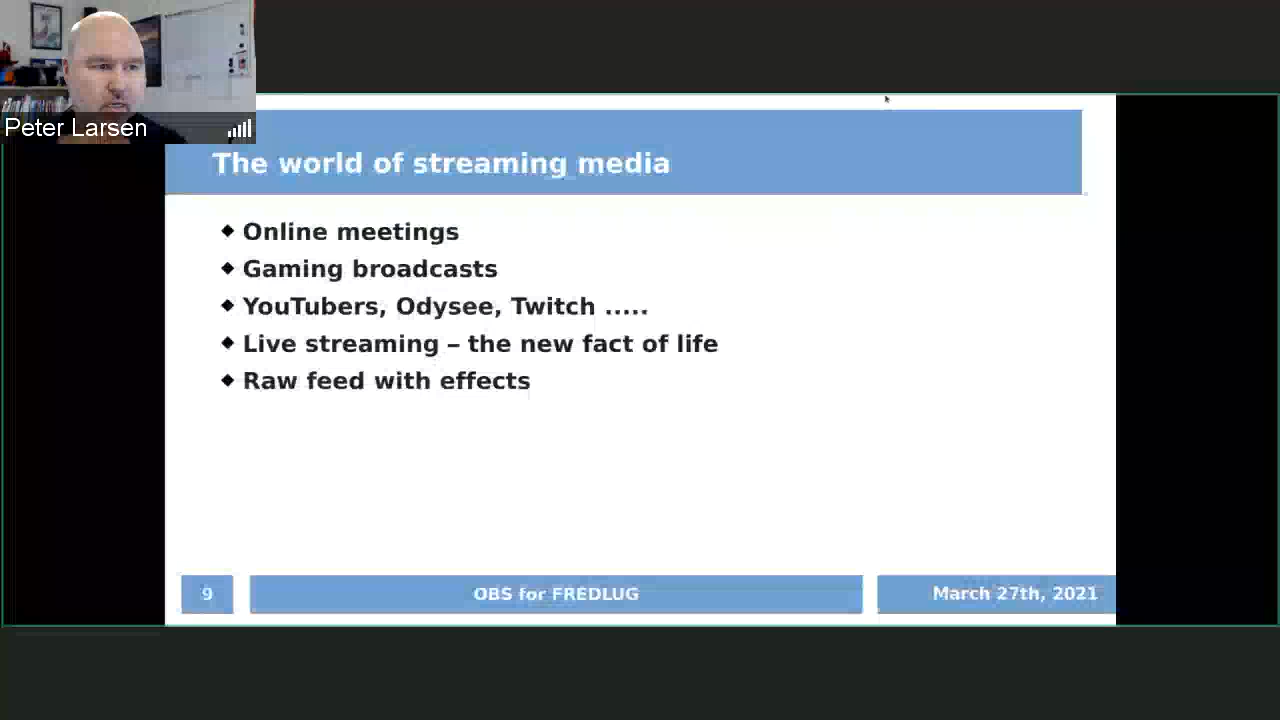 Peter Larsen
The world of streaming media
Online meetings
Gaming broadcasts
YouTubers, Odysee, Twitch .....
Live streaming – the new fact of life
Raw feed with effects
9
OBS for FREDLUG
March 27th, 2021